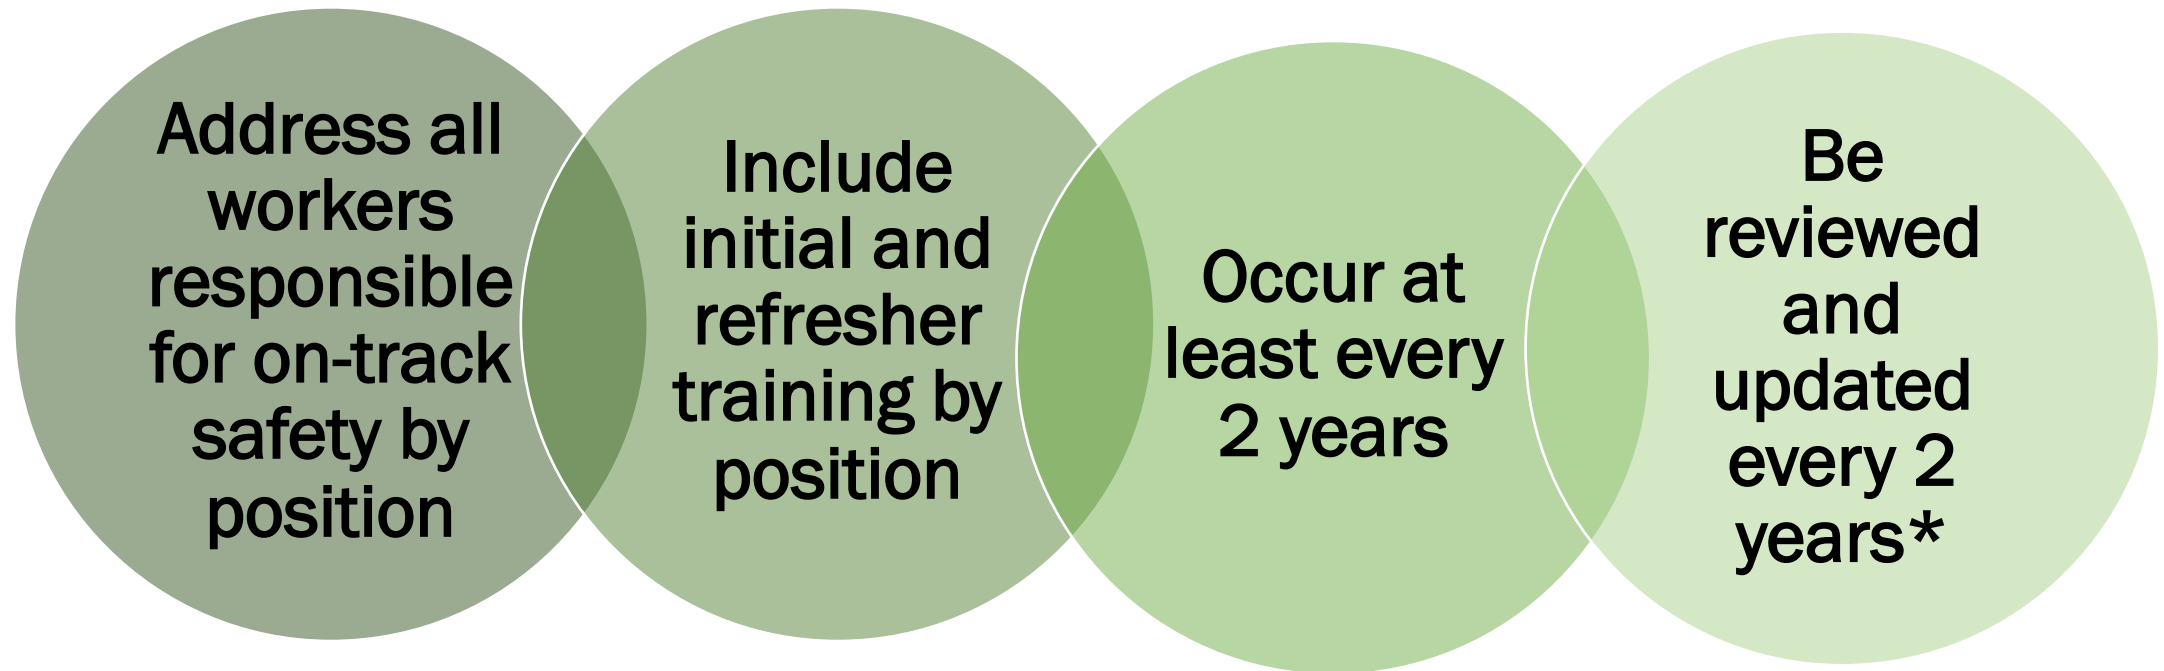 Address all
workers
responsible
for on-track
safety by
position
Include
initial and
refresher
training by
position
Occur at
least every
2 years
Be
reviewed
and
updated
every 2
years*